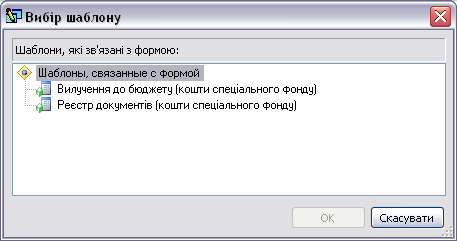 Вибір шаблону
Шаблони, які зв'язані з формою:
Шаблоны, связанные с формой
Вилучення до бюджету (кошти спеціального фонду)
Реєстр документів (кошти спеціального фонду)
OK
Скасувати